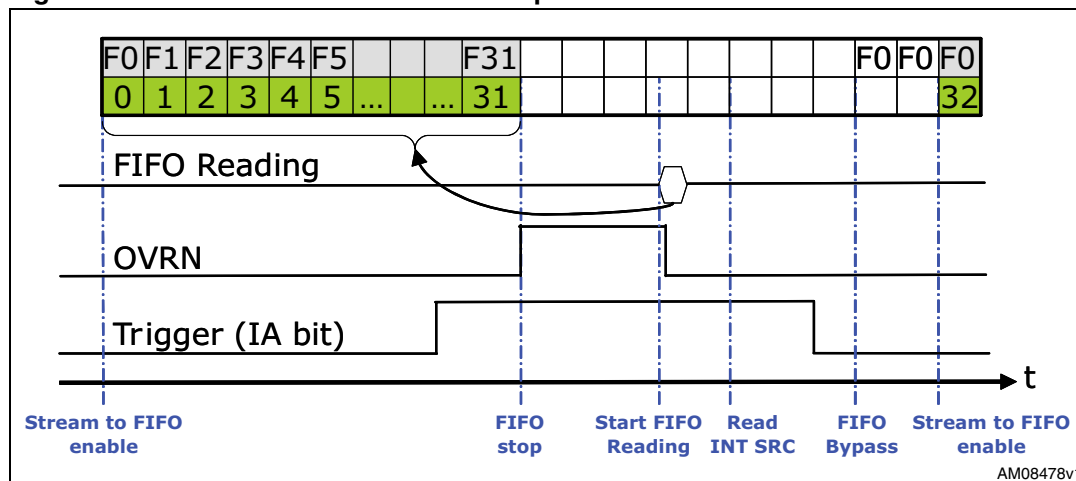 F0 F1 F2 F3 F4 F5 F31 F0 F0 F0
0 1 2 3 4 5 ... ... 31 32
FIFO Reading
OVRN
Trigger (IA bit)
t
Stream to FIFO
enable
FIFO
stop
Start FIFO
Reading
Read
INT SRC
FIFO
Bypass
Stream to FIFO
enable